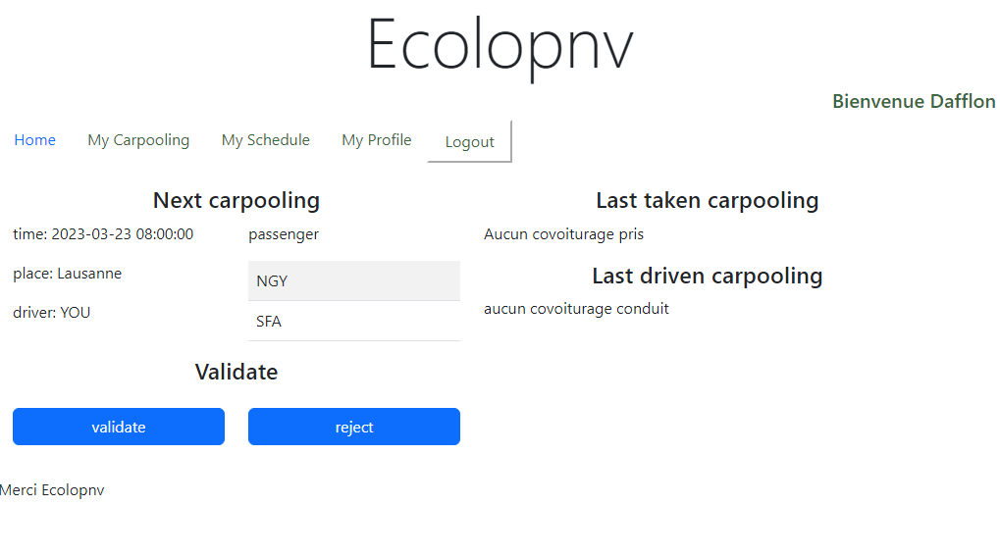 Ecolopnv
Bienvenue Dafflon
Home
My Carpooling
My Schedule
My Profile
Logout
Next carpooling
time: 2023-03-23 08:00:00
place: Lausanne
driver: YOU
passenger
NGY
SFA
Validate
validate
reject
Last taken carpooling
Aucun covoiturage pris
Last driven carpooling
aucun covoiturage conduit
Merci Ecolopnv